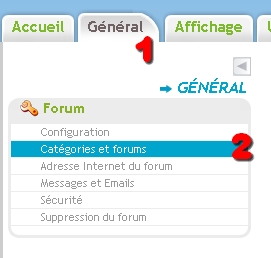 Accueil Général Affichage
1
GÉNÉRAL
Forum
Configuration
Catégories et forums 2
Adresse Internet du forum
Messages et Emails
Sécurité
Suppression du forum